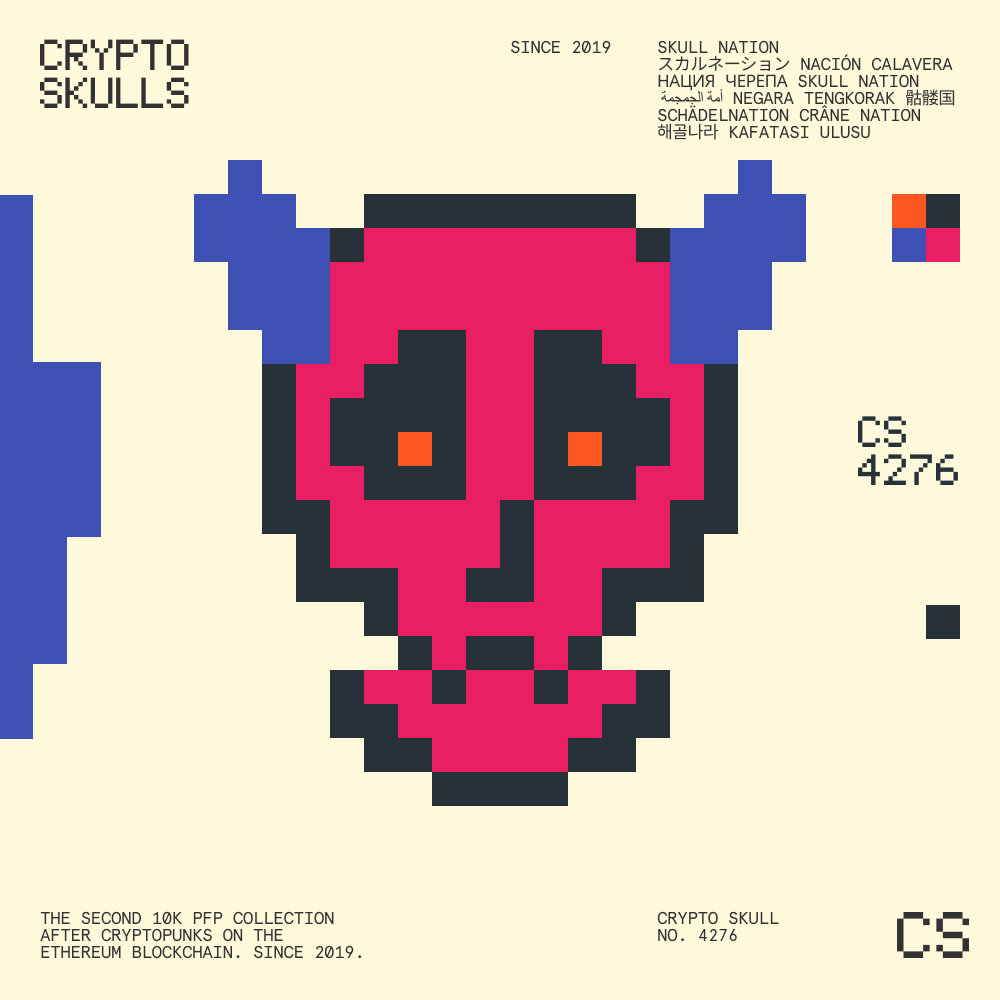 CRYPTO
SKULLS
SINCE 2019
SKULL NATION
スカルネーション NACIÓN CALAVERA
НАЦИЯ ЧЕРЕПА SKULL NATION
أمة الجمجمة NEGARA TENGKORAK 骷髅国
SCHÄDELNATION CRÂNE NATION
해골나라 KAFATASI ULUSU
CS
4276
THE SECOND 10K PFP COLLECTION
AFTER CRYPTOPUNKS ON THE
ETHEREUM BLOCKCHAIN. SINCE 2019.
CRYPTO SKULL
NO. 4276
CS